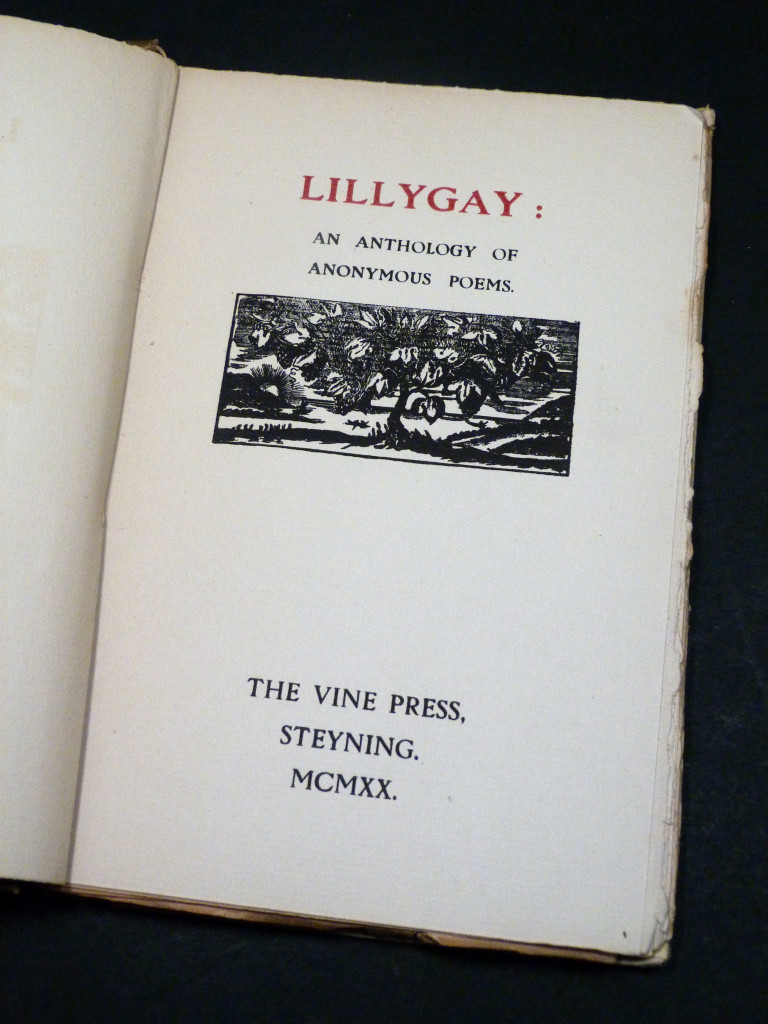 LILLYGAY:
AN ANTHOLOGY OF
ANONYMOUS POEMS.
THE VINE PRESS,
STEYNING.
MCMXX.